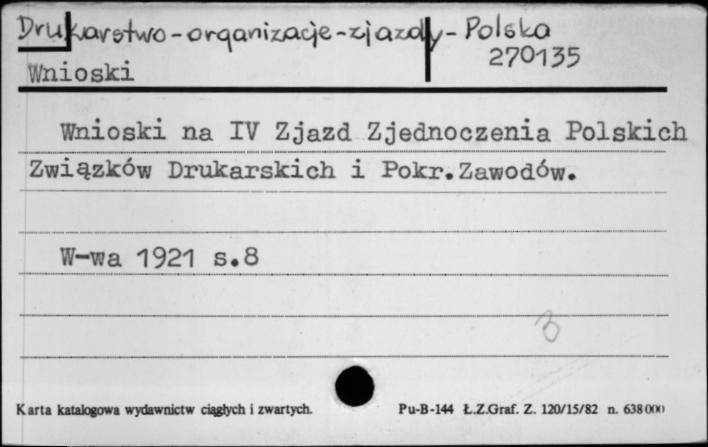 Drukarstwo-organizacje-zjazdy-Polska
270135
Wnioski
Wnioski na IV Zjazd Zjednoczenia Polskich
Związków Drukarskich i Pokr.Zawodów.
W-wa 1921 s.8
3
Karta katalogowa wydawnictw ciągłych i zwartych.
Pu-B-144 Ł.Z.Graf. Z. 120/15/82 n. 638000